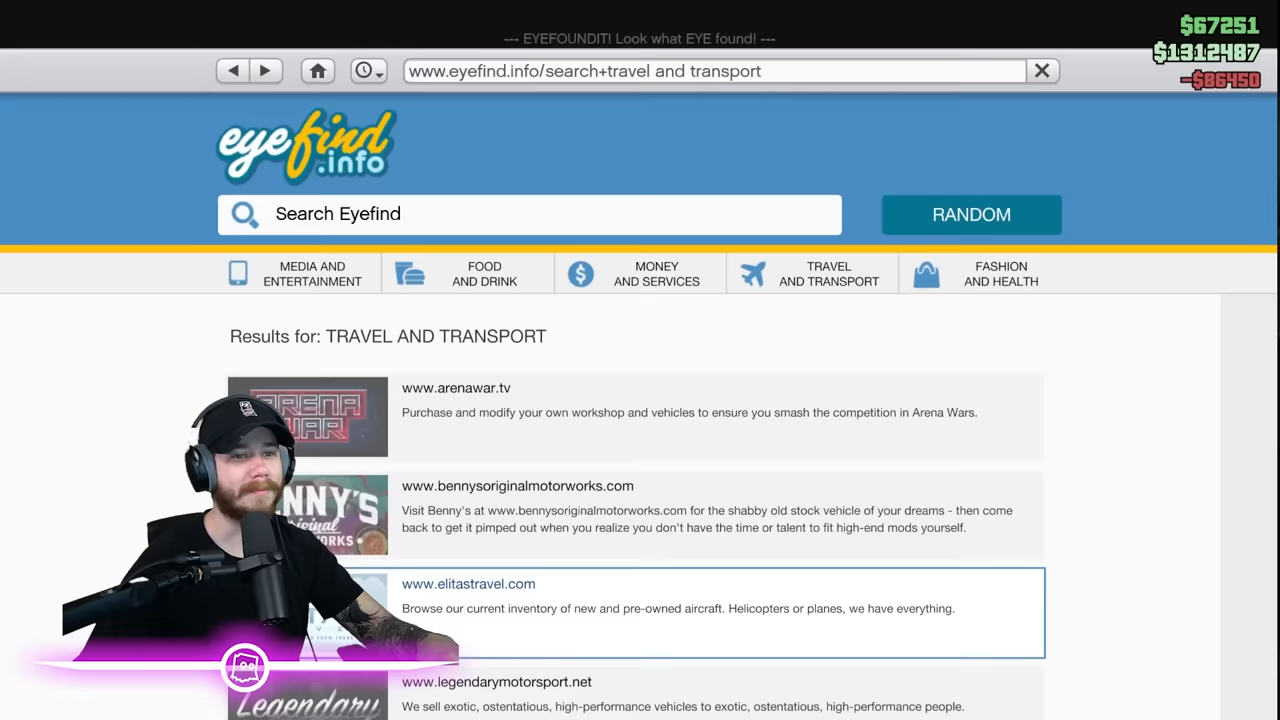 --- EYEFOUNDIT! Look what EYE found! ---
$67251
$1312487
-$86450
www.eyefind.info/search+travel and transport
eyefind
.info
Search Eyefind
RANDOM
MEDIA AND
ENTERTAINMENT
FOOD
AND DRINK
MONEY
AND SERVICES
TRAVEL
AND TRANSPORT
FASHION
AND HEALTH
Results for: TRAVEL AND TRANSPORT
ARENA
WAR
www.arenawar.tv
Purchase and modify your own workshop and vehicles to ensure you smash the competition in Arena Wars.
www.bennysoriginalmotorworks.com
Visit Benny's at www.bennysoriginalmotorworks.com for the shabby old stock vehicle of your dreams - then come
back to get it pimped out when you realize you don't have the time or talent to fit high-end mods yourself.
www.elitastravel.com
Browse our current inventory of new and pre-owned aircraft. Helicopters or planes, we have everything.
Legendary
www.legendarymotorsport.net
We sell exotic, ostentatious, high-performance vehicles to exotic, ostentatious, high-performance people.